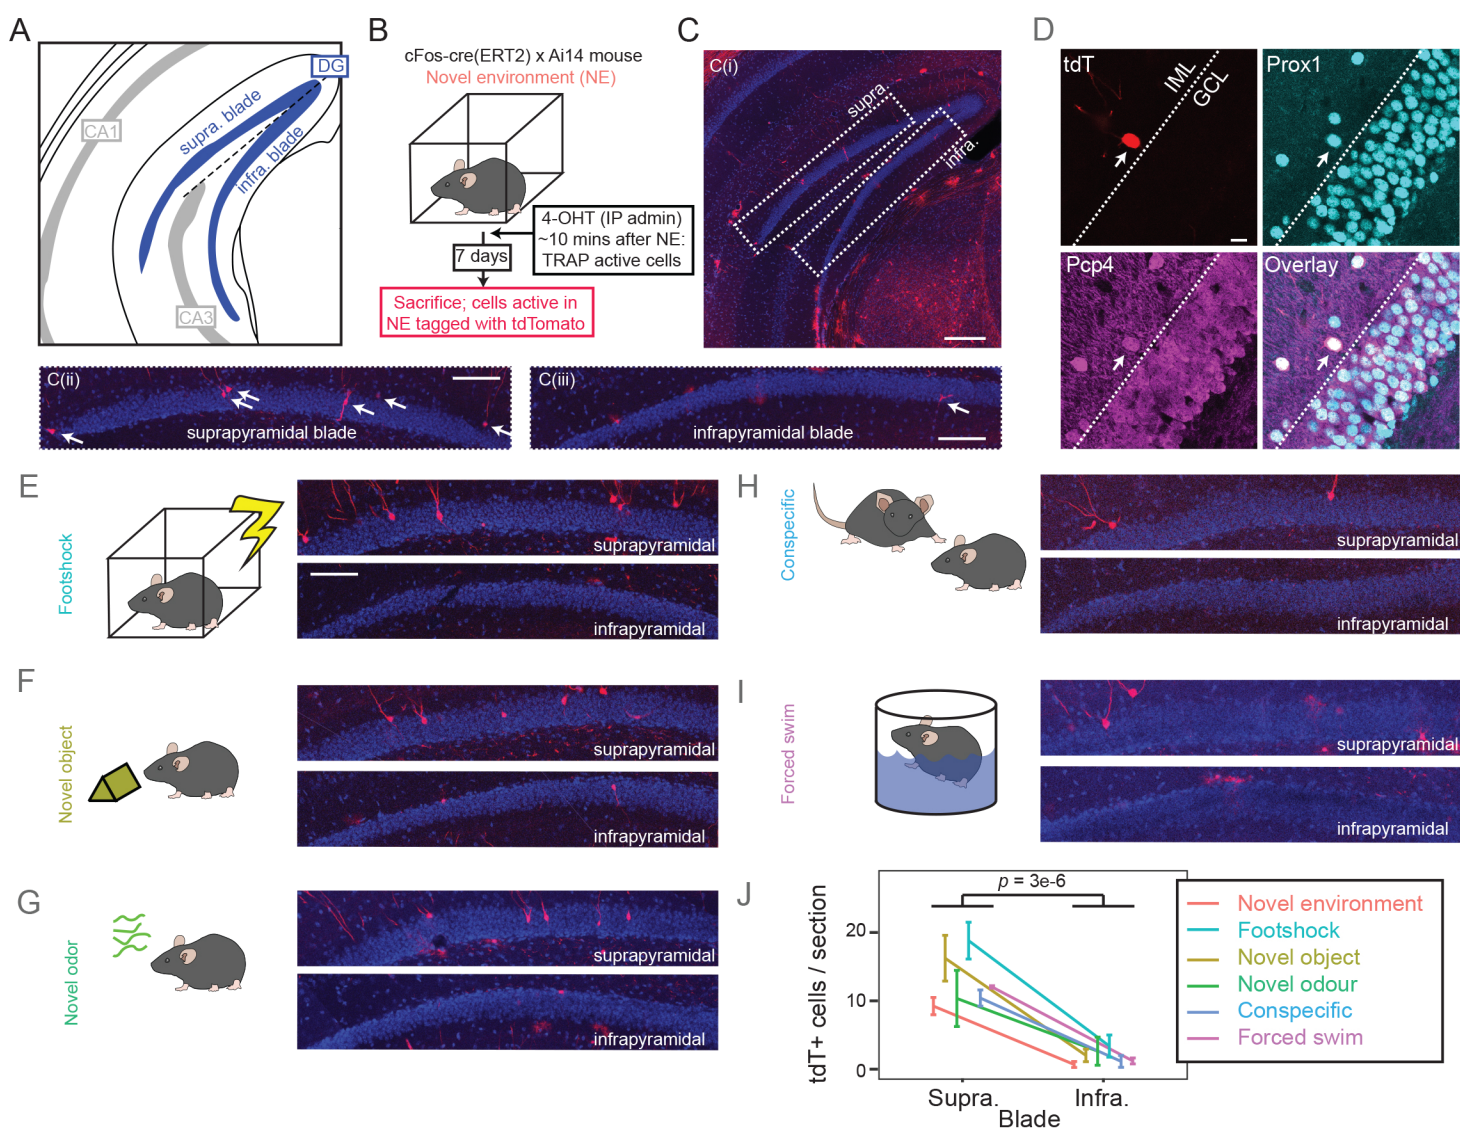 A
DG
CA1
supra. blade
infra. blade
CA3
B
cFos-cre(ERT2) x Ai14 mouse
Novel environment (NE)
4-OHT (IP admin)
~10 mins after NE:
TRAP active cells
7 days
Sacrifice; cells active in
NE tagged with tdTomato
C
C(i)
supra.
infra.
C(ii)
suprapyramidal blade
C(iii)
infrapyramidal blade
D
tdT
IML
GCL
Prox1
Pcp4
Overlay
E
Footshock
suprapyramidal
infrapyramidal
F
Novel object
suprapyramidal
infrapyramidal
G
Novel odor
suprapyramidal
infrapyramidal
H
Conspecific
suprapyramidal
infrapyramidal
I
Forced swim
suprapyramidal
infrapyramidal
J
p = 3e-6
tdT+ cells / section
20
10
0
Supra.
Infra.
Blade
Novel environment
Footshock
Novel object
Novel odour
Conspecific
Forced swim